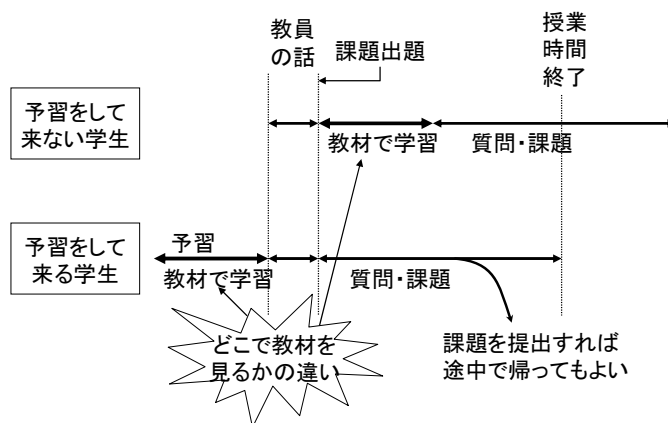 教員
の話
課題出題
授業
時間
終了
予習をして
来ない学生
教材で学習
質問・課題
予習をして
来る学生
予習
教材で学習
質問・課題
どこで教材を
見るかの違い
課題を提出すれば
途中で帰ってもよい